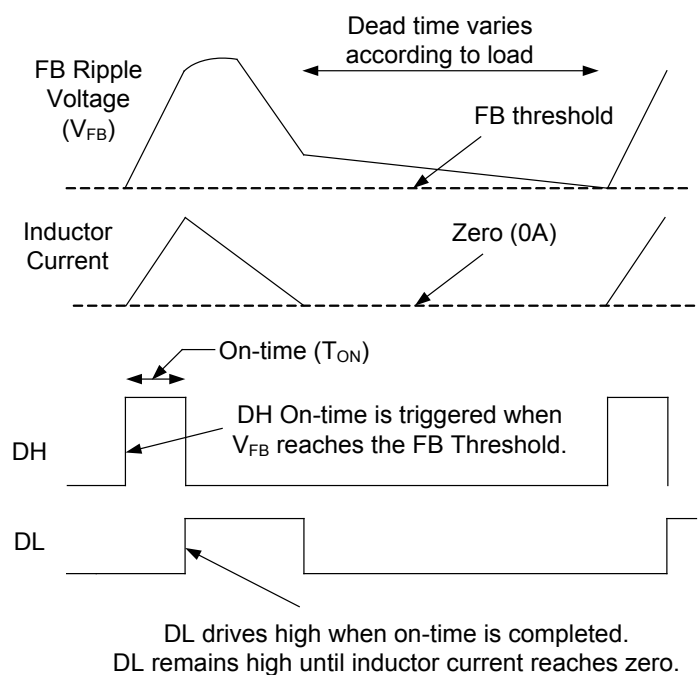 Dead time varies
according to load
FB Ripple
Voltage
(VFB)
FB threshold
Inductor
Current
Zero (0A)
On-time (TON)
DH
DH On-time is triggered when
VFB reaches the FB Threshold.
DL
DL drives high when on-time is completed.
DL remains high until inductor current reaches zero.